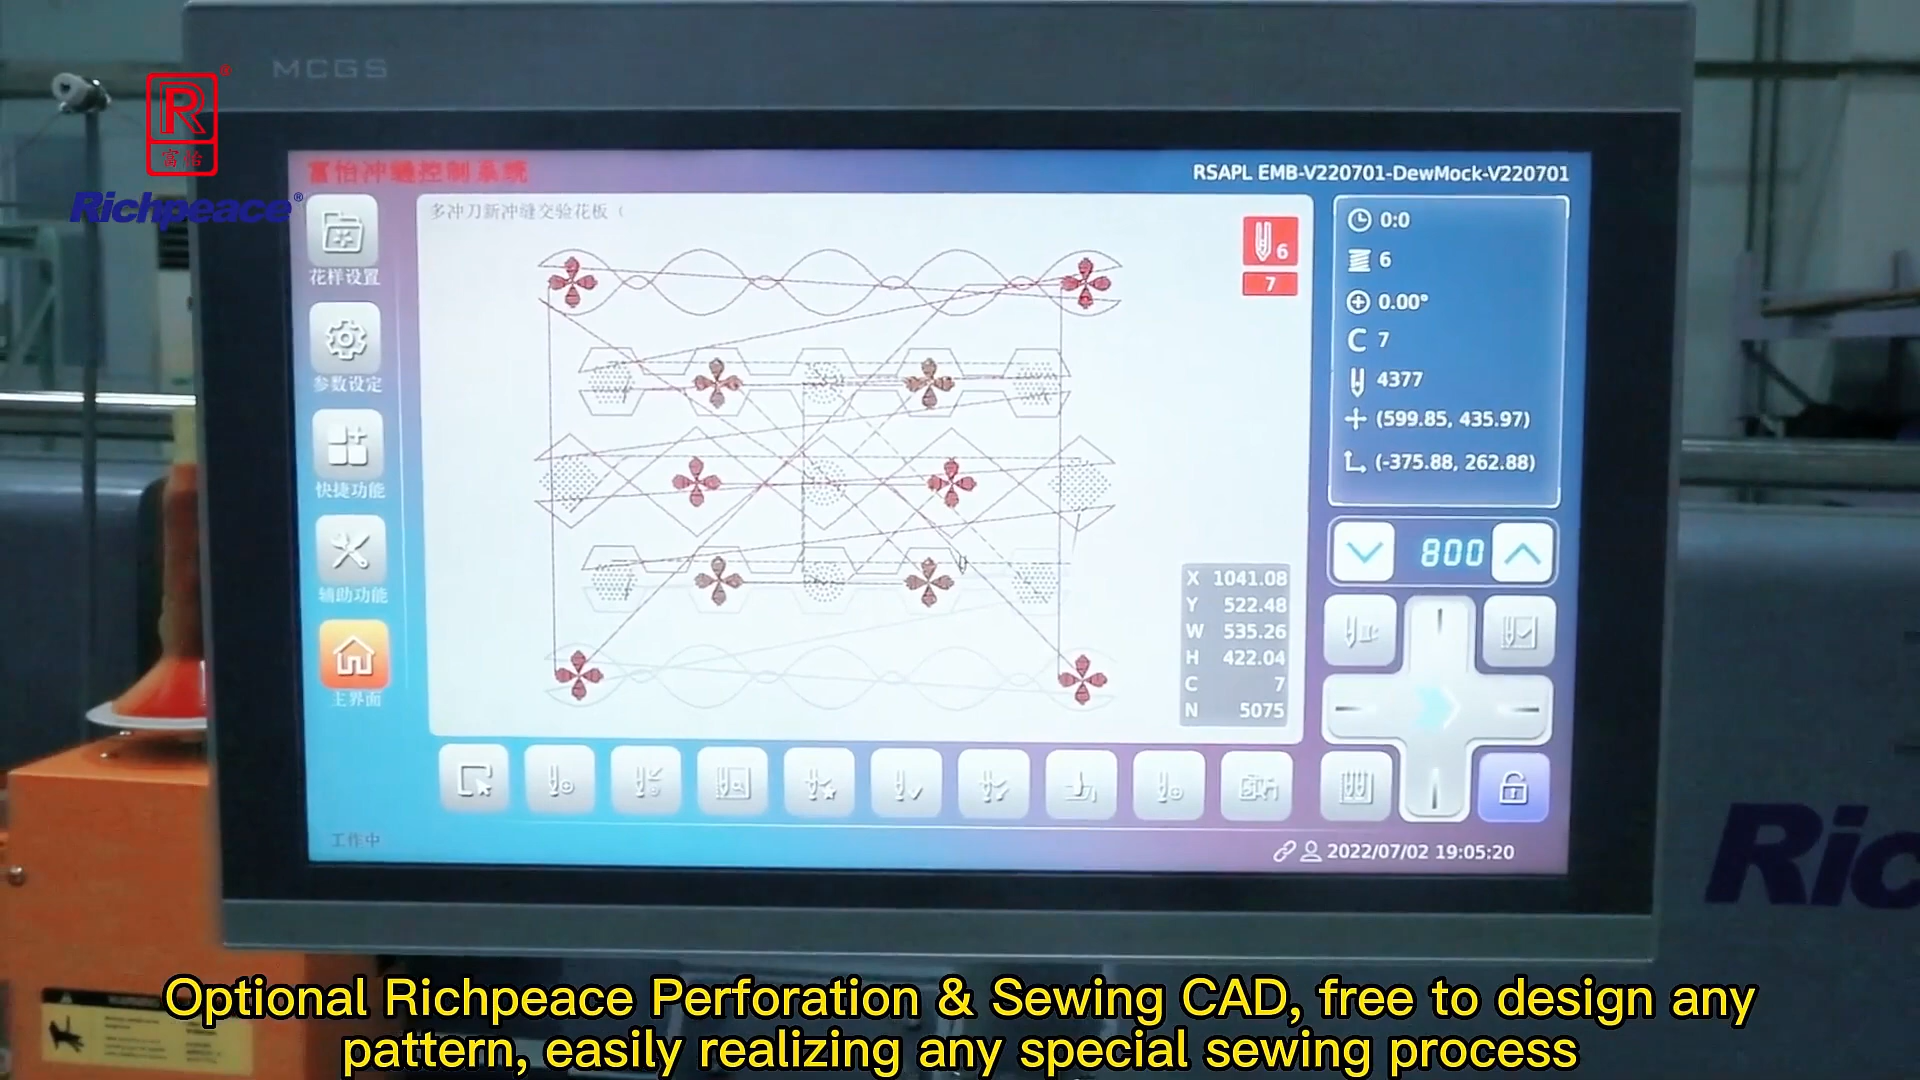 MCGS
R
富怡
Richpeace
富怡冲缝控制系统
RSAPL EMB-V220701-DewMock-V220701
多冲刀新冲缝交验花板（
花样设置
参数设定
快捷功能
辅助功能
主界面
6
7
0:0
6
0.00°
C 7
4377
(599.85, 435.97)
(-375.88, 262.88)
800
X 1041.08
Y 522.48
W 535.26
H 422.04
C 7
N 5075
工作中
2022/07/02 19:05:20
Ric
Optional Richpeace Perforation & Sewing CAD, free to design any
pattern, easily realizing any special sewing process